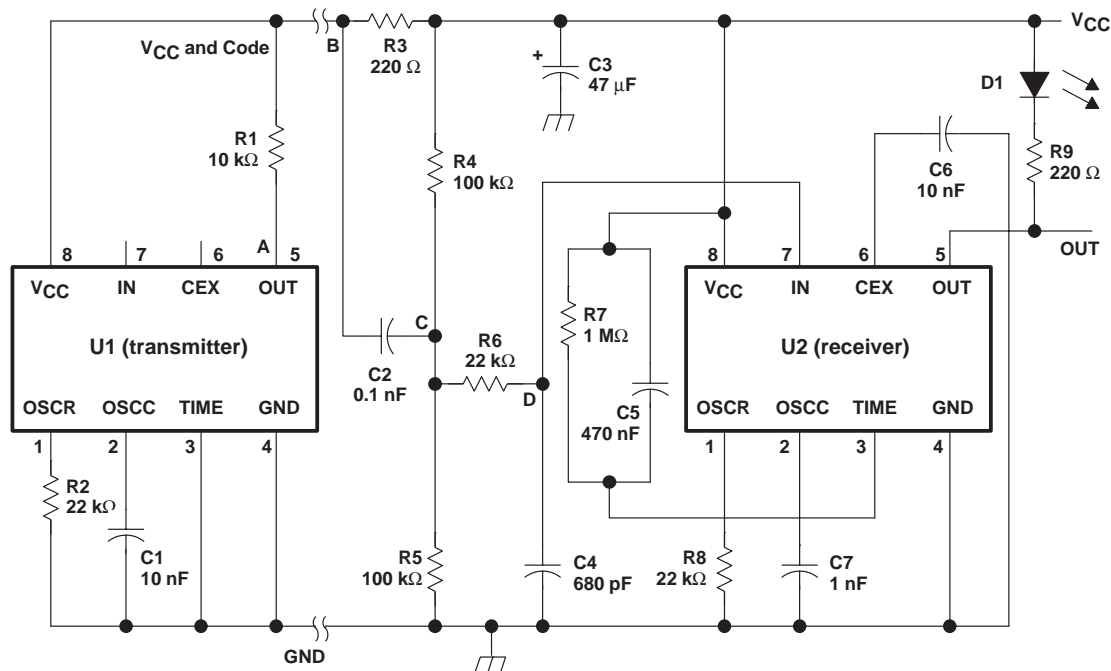 VCC and Code
B
R3
220 Ω
VCC
+
C3
47 μF
D1
R1
10 kΩ
R4
100 kΩ
C6
10 nF
R9
220 Ω
A
8
7
6
5
VCC
IN
CEX
OUT
U1 (transmitter)
OSCR
OSCC
TIME
GND
1
2
3
4
R2
22 kΩ
C1
10 nF
C
C2
0.1 nF
R6
22 kΩ
D
R5
100 kΩ
C4
680 pF
R7
1 MΩ
C5
470 nF
8
7
6
5
OUT
VCC
IN
CEX
OUT
U2 (receiver)
OSCR
OSCC
TIME
GND
1
2
3
4
R8
22 kΩ
C7
1 nF
GND